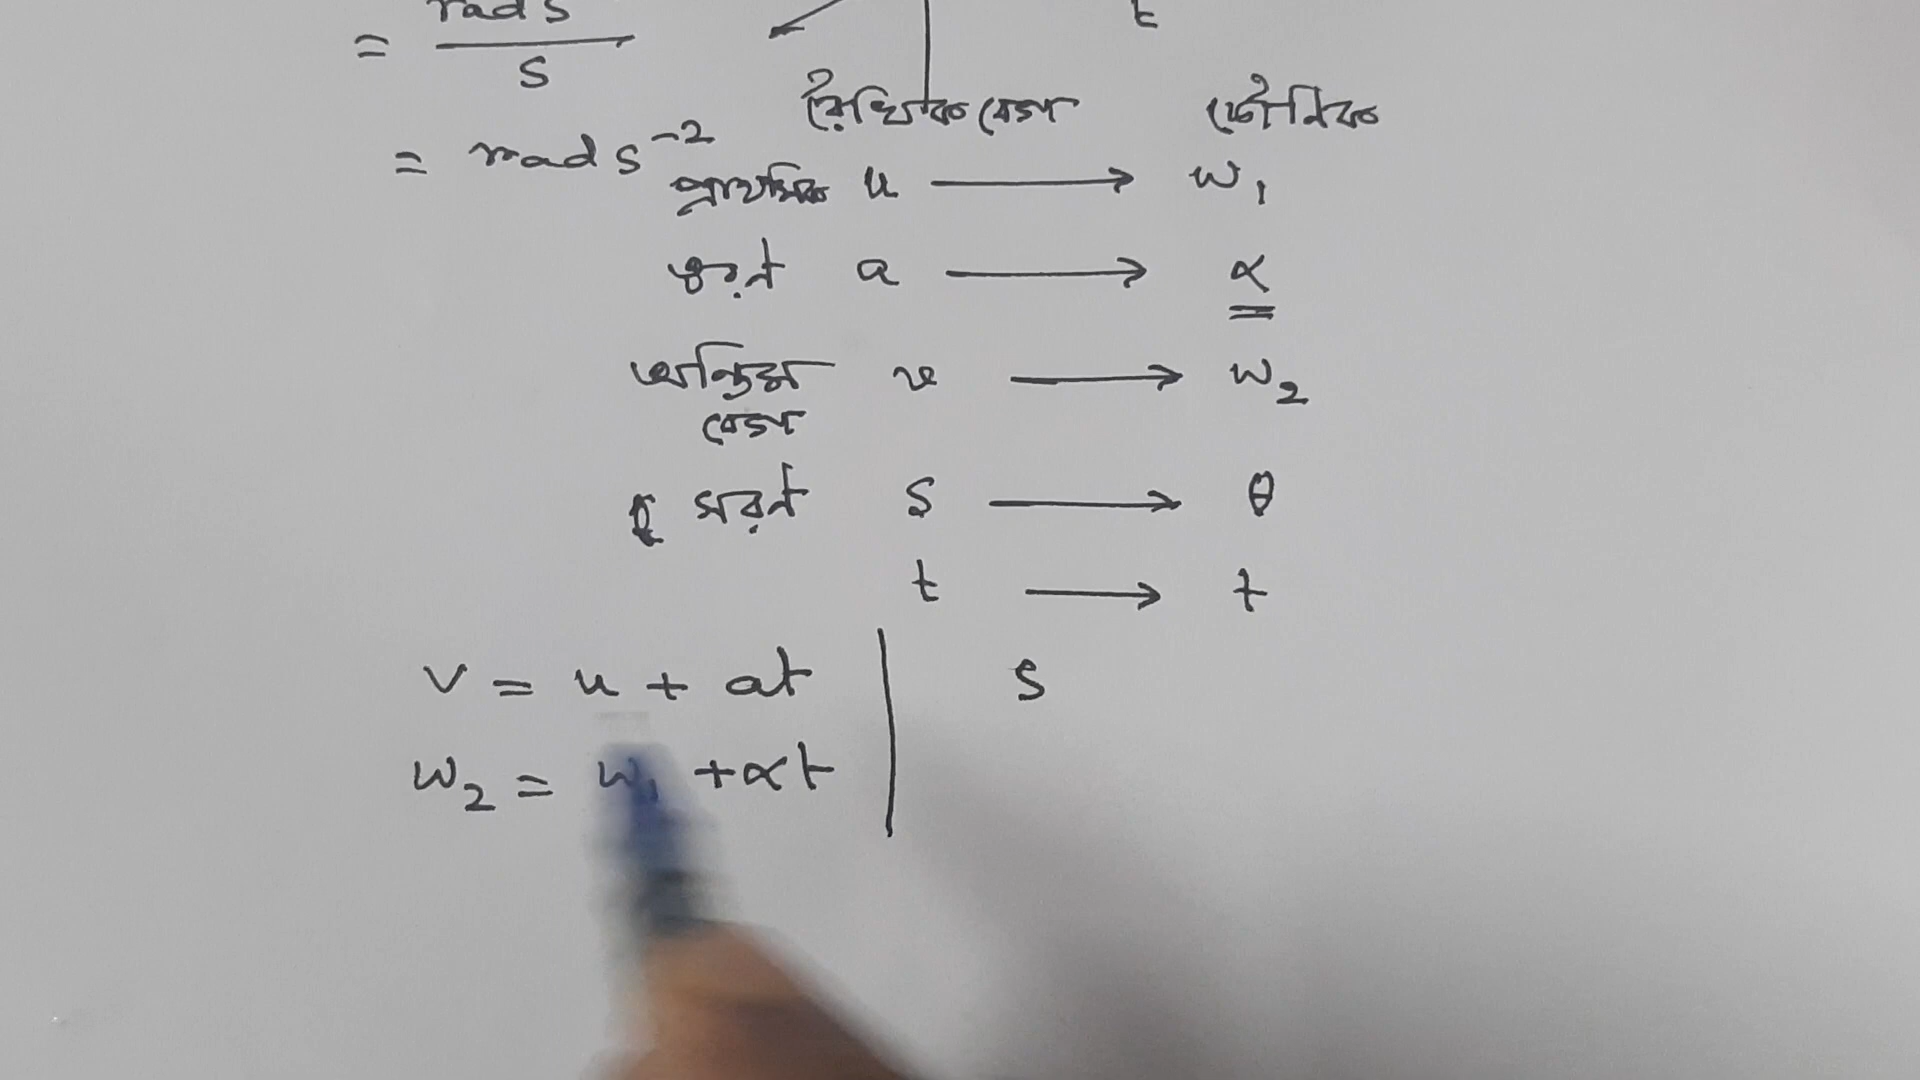 = rad s / s
t
= rad s⁻²
রৈখিক বেগ ভৌনিক
প্রাথমিক u → ω₁
ত্বরণ a → α
অন্তিম v → ω₂
বেগ
সরণ s → θ
t → t
v = u + at | s
ω₂ = ω₁ + αt